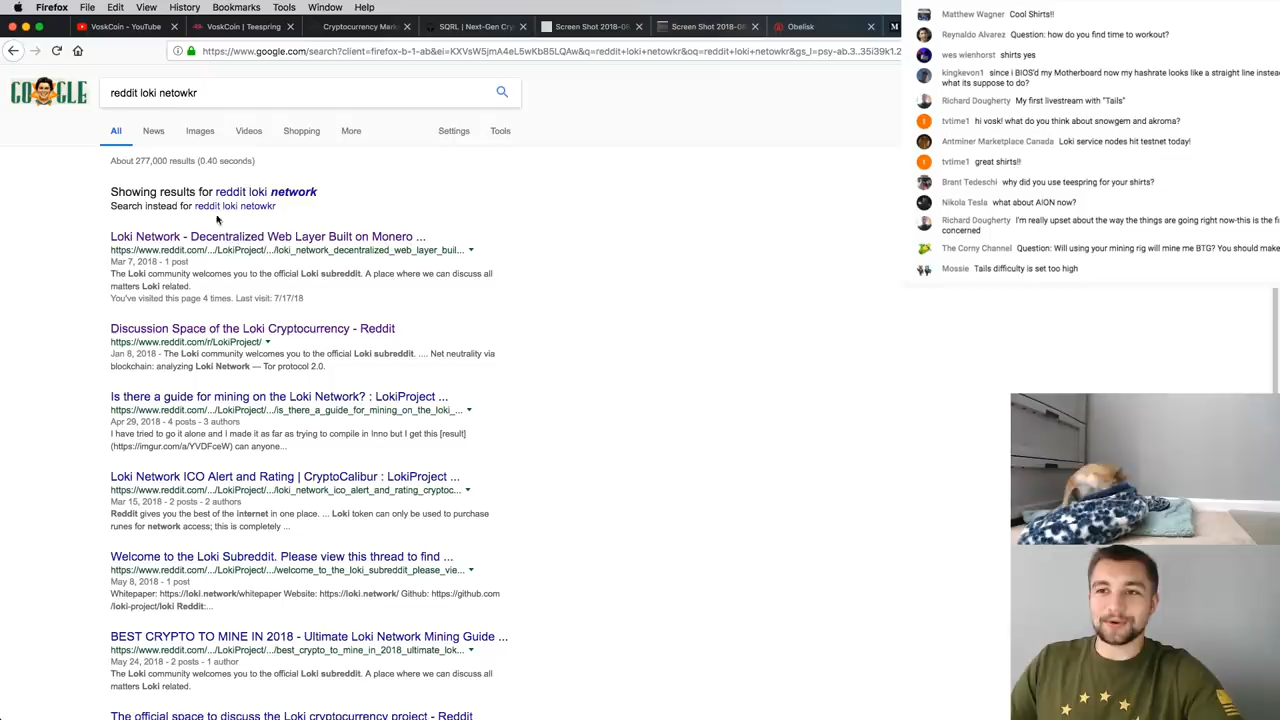 Firefox File Edit View History Bookmarks Tools Window Help
VoskCoin - YouTube
VoskCoin | Teespring
Cryptocurrency Mar
SQRL | Next-Gen Cry
Screen Shot 2018-06
Screen Shot 2018-06
Obelisk
https://www.google.com/search?client=firefox-b-1-ab&ei=KXVsW5jmA4eL5wKb85LQAw&q=reddit+loki+netowkr&oq=reddit+loki+netowkr&gs_l=psy-ab.3..35i39k1.2
GOOGLE
reddit loki netowkr
All News Images Videos Shopping More Settings Tools
About 277,000 results (0.40 seconds)
Showing results for reddit loki network
Search instead for reddit loki netowkr
Loki Network - Decentralized Web Layer Built on Monero ...
https://www.reddit.com/.../LokiProject/.../loki_network_decentralized_web_layer_buil...
Mar 7, 2018 - 1 post
The Loki community welcomes you to the official Loki subreddit. A place where we can discuss all
matters Loki related.
You've visited this page 4 times. Last visit: 7/17/18
Discussion Space of the Loki Cryptocurrency - Reddit
https://www.reddit.com/r/LokiProject/
Jan 8, 2018 - The Loki community welcomes you to the official Loki subreddit. .... Net neutrality via
blockchain: analyzing Loki Network — Tor protocol 2.0.
Is there a guide for mining on the Loki Network? : LokiProject ...
https://www.reddit.com/.../LokiProject/.../is_there_a_guide_for_mining_on_the_loki_...
Apr 29, 2018 - 4 posts - 3 authors
I have tried to go it alone and I made it as far as trying to compile in Inno but I get this [result]
(https://imgur.com/a/YVDFceW) can anyone...
Loki Network ICO Alert and Rating | CryptoCalibur : LokiProject ...
https://www.reddit.com/.../LokiProject/.../loki_network_ico_alert_and_rating_cryptoc...
Mar 15, 2018 - 2 posts - 2 authors
Reddit gives you the best of the internet in one place. ... Loki token can only be used to purchase
runes for network access; this is completely ...
Welcome to the Loki Subreddit. Please view this thread to find ...
https://www.reddit.com/.../LokiProject/.../welcome_to_the_loki_subreddit_please_vie...
May 8, 2018 - 1 post
Whitepaper: https://loki.network/whitepaper Website: https://loki.network/ Github: https://github.com
/loki-project/loki Reddit:...
BEST CRYPTO TO MINE IN 2018 - Ultimate Loki Network Mining Guide ...
https://www.reddit.com/.../LokiProject/.../best_crypto_to_mine_in_2018_ultimate_lok...
May 24, 2018 - 2 posts - 1 author
The Loki community welcomes you to the official Loki subreddit. A place where we can discuss all
matters Loki related.
The official space to discuss the Loki cryptocurrency project - Reddit
Matthew Wagner Cool Shirts!!
Reynaldo Alvarez Question: how do you find time to workout?
wes wienhorst shirts yes
kingkevon1 since i BIOS'd my Motherboard now my hashrate looks like a straight line instea
what its suppose to do?
Richard Dougherty My first livestream with "Tails"
tvtime1 hi vosk! what do you think about snowgem and akroma?
Antminer Marketplace Canada Loki service nodes hit testnet today!
tvtime1 great shirts!!
Brant Tedeschi why did you use teespring for your shirts?
Nikola Tesla what about AION now?
Richard Dougherty I'm really upset about the way the things are going right now-this is the fi
concerned
The Corny Channel Question: Will using your mining rig will mine me BTG? You should make
Mossie Tails difficulty is set too high